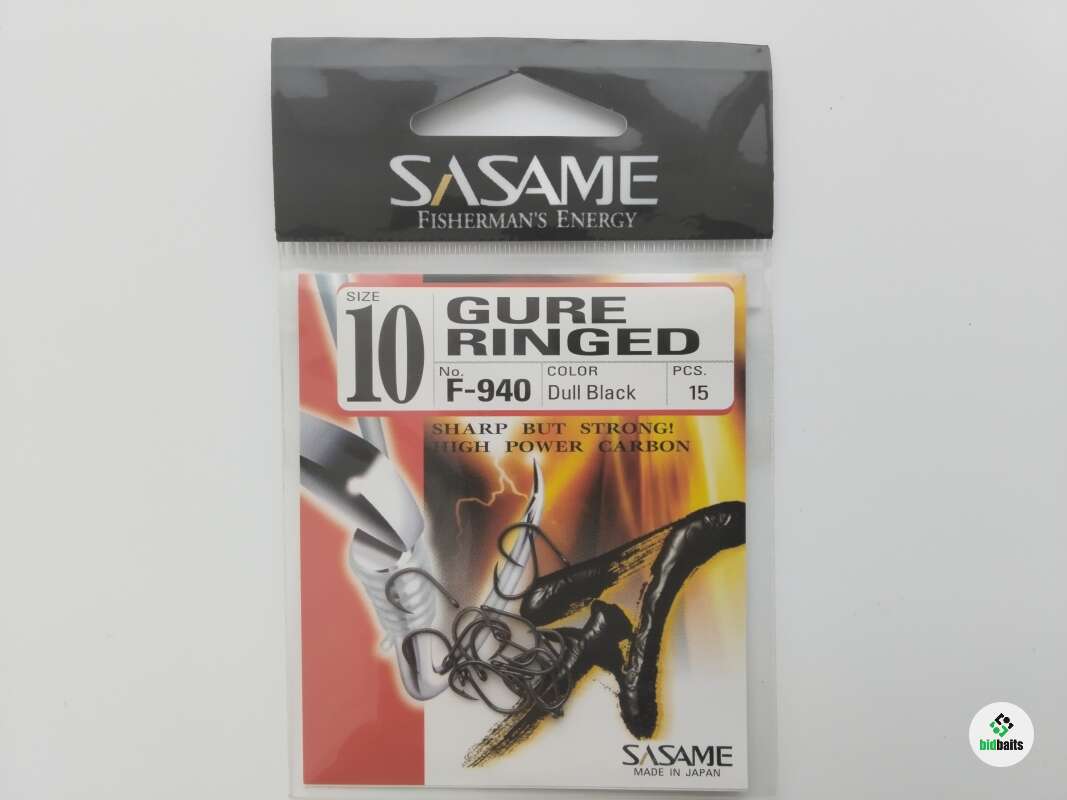 SASAME
FISHERMAN'S ENERGY
SIZE
10
GURE
RINGED
No.
F-940
COLOR
Dull Black
PCS.
15
SHARP BUT STRONG!
HIGH POWER CARBON
SASAME
MADE IN JAPAN
bidbaits